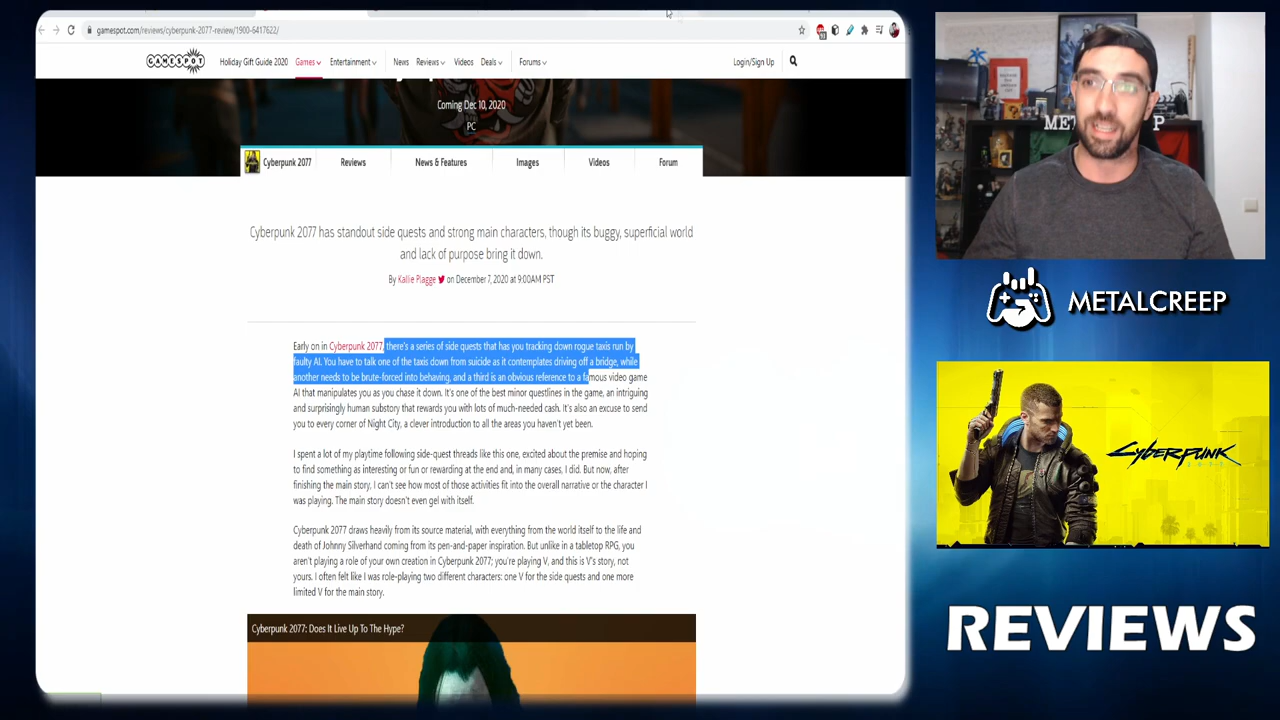 gamespot.com/reviews/cyberpunk-2077-review/1900-6417622/
GAMESPOT
Holiday Gift Guide 2020 Games Entertainment News Reviews Videos Deals Forums Login/Sign Up
Coming Dec 10, 2020
PC
Cyberpunk 2077 Reviews News & Features Images Videos Forum
Cyberpunk 2077 has standout side quests and strong main characters, though its buggy, superficial world
and lack of purpose bring it down.
By Kallie Plagge on December 7, 2020 at 9:00AM PST
Early on in Cyberpunk 2077, there's a series of side quests that has you tracking down rogue taxis run by
faulty AI. You have to talk one of the taxis down from suicide as it contemplates driving off a bridge, while
another needs to be brute-forced into behaving, and a third is an obvious reference to a famous video game
AI that manipulates you as you chase it down. It's one of the best minor questlines in the game, an intriguing
and surprisingly human substory that rewards you with lots of much-needed cash. It's also an excuse to send
you to every corner of Night City, a clever introduction to all the areas you haven't yet been.
I spent a lot of my playtime following side-quest threads like this one, excited about the premise and hoping
to find something as interesting or fun or rewarding at the end and, in many cases, I did. But now, after
finishing the main story, I can't see how most of those activities fit into the overall narrative or the character I
was playing. The main story doesn't even gel with itself.
Cyberpunk 2077 draws heavily from its source material, with everything from the world itself to the life and
death of Johnny Silverhand coming from its pen-and-paper inspiration. But unlike in a tabletop RPG, you
aren't playing a role of your own creation in Cyberpunk 2077; you're playing V, and this is V's story, not
yours. I often felt like I was role-playing two different characters: one V for the side quests and one more
limited V for the main story.
Cyberpunk 2077: Does It Live Up To The Hype?
MET P
METALCREEP
Cyberpunk
2077
REVIEWS